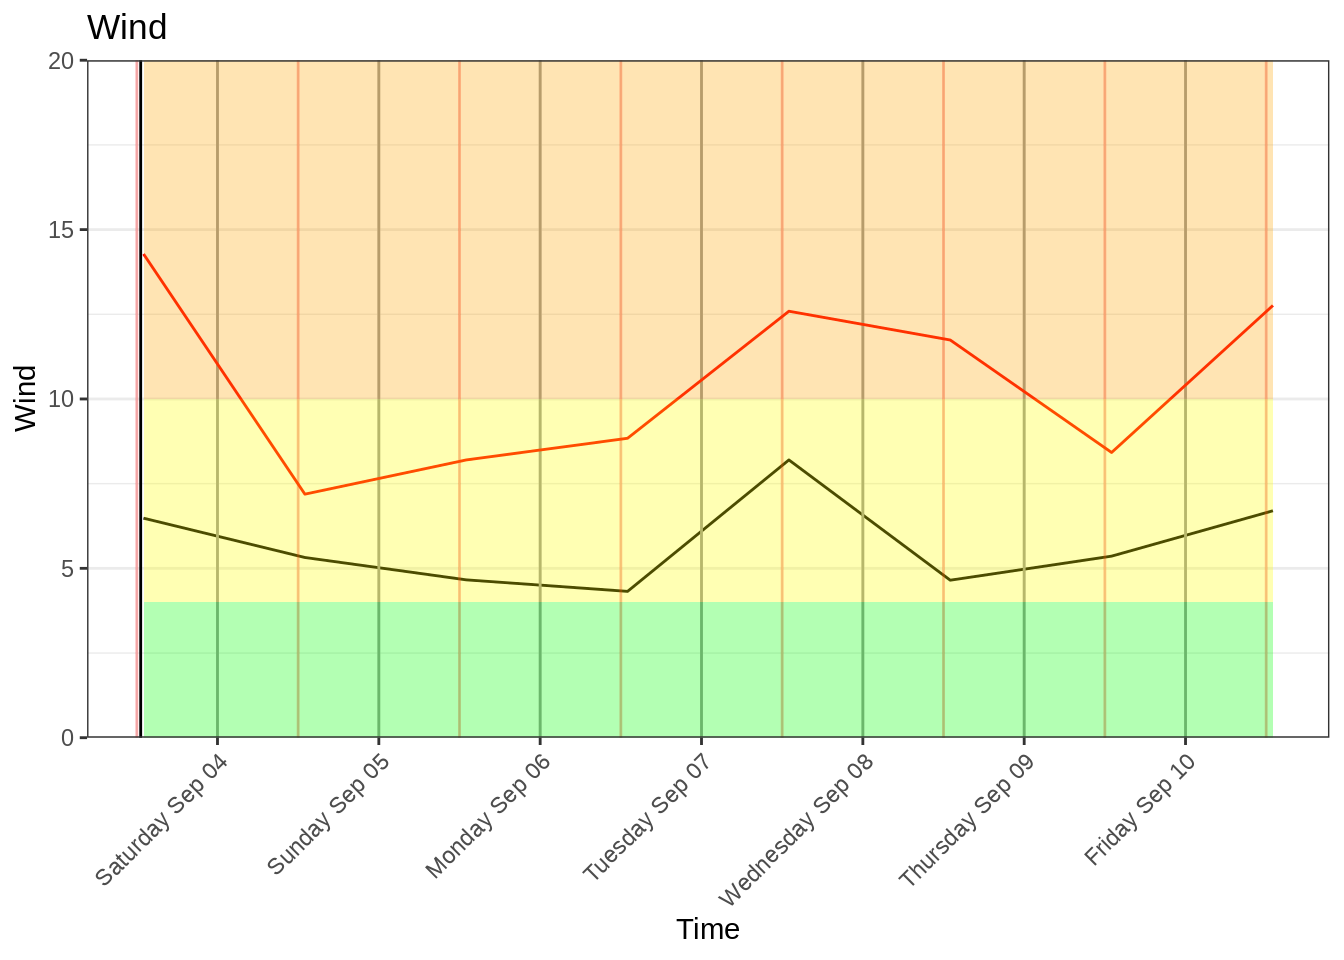 Wind
20
15
10
5
0
Wind
Saturday Sep 04
Sunday Sep 05
Monday Sep 06
Tuesday Sep 07
Wednesday Sep 08
Thursday Sep 09
Friday Sep 10
Time